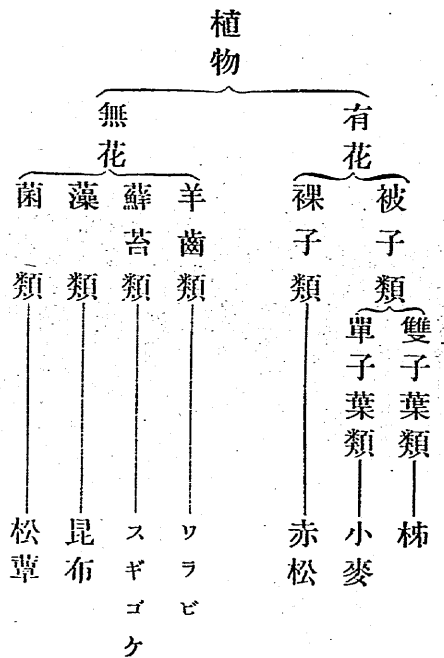 植物
有花
無花
被子類
裸子類
羊齒類
蘚苔類
藻類
菌類
雙子葉類
單子葉類
柹
小麥
赤松
ワラビ
スギゴケ
昆布
松蕈